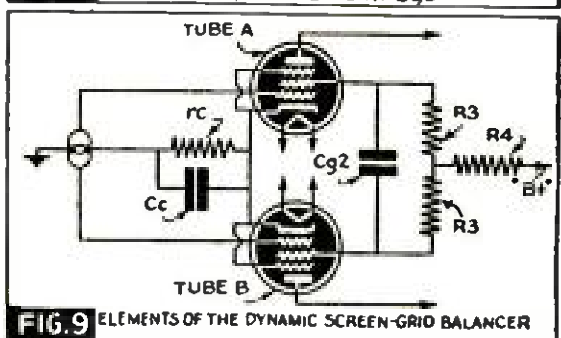 TUBE A
rc
Cc
Cg2
R3
R4
"B+"
R3
TUBE B
FIG.9 ELEMENTS OF THE DYNAMIC SCREEN-GRID BALANCER